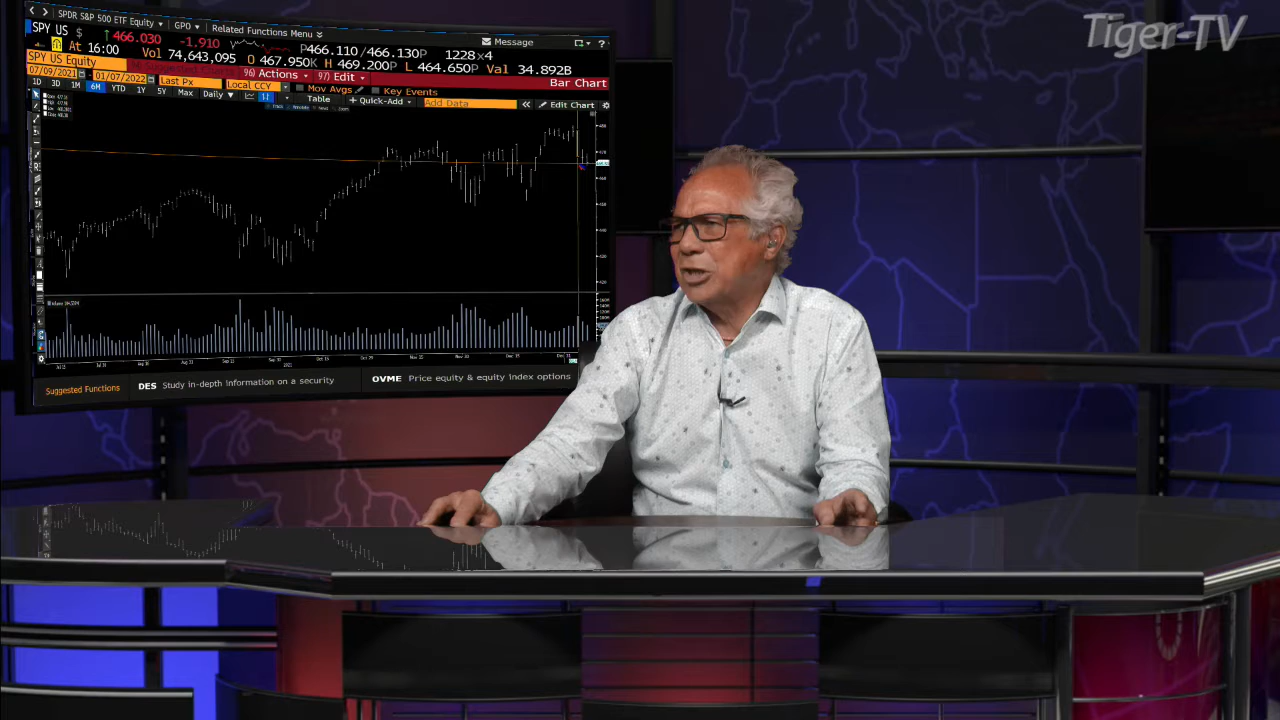 Tiger-TV
SPDR S&P 500 ETF Equity GPO Related Functions Menu
SPY US $ ↑ 466.030 -1.910 P466.110/466.130P 1228x4
Message ?
At 16:00 Vol 74,643,095 O 467.950K H 469.200P L 464.650P Val 34.892B
SPY US Equity 96) Actions 97) Edit Bar Chart
07/09/2021 - 01/07/2022 Last Px Local CCY Mov Avgs Key Events
1D 3D 1M 6M YTD 1Y 5Y Max Daily Table + Quick-Add Add Data « Edit Chart
Suggested Functions DES Study in-depth information on a security OVME Price equity & equity index options